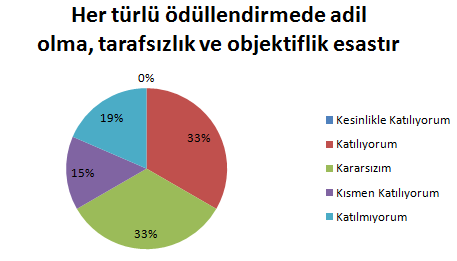 Her türlü ödüllendirmede adil
olma, tarafsızlık ve objektiflik esastır
0%
19%
33%
15%
33%
Kesinlikle Katılıyorum
Katılıyorum
Kararsızım
Kısmen Katılıyorum
Katılmıyorum